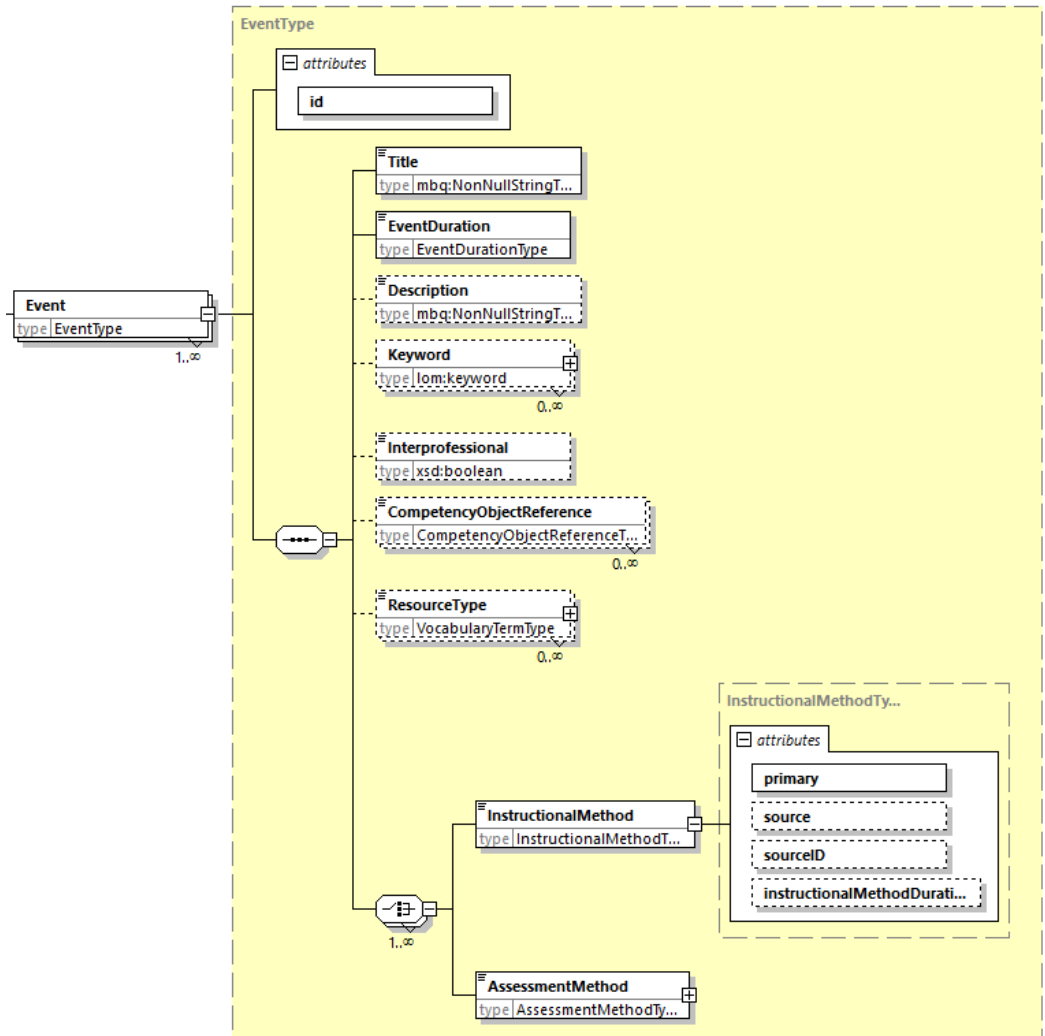 EventType
attributes
id
Title
type mbq:NonNullStringT...
EventDuration
type EventDurationType
Description
type mbq:NonNullStringT...
Event
type EventType
1..∞
Keyword
type lom:keyword
0..∞
Interprofessional
type xsd:boolean
CompetencyObjectReference
type CompetencyObjectReferenceT...
0..∞
ResourceType
type VocabularyTermType
0..∞
InstructionalMethodTy...
attributes
primary
source
sourceID
instructionalMethodDurati...
InstructionalMethod
type InstructionalMethodT...
1..∞
AssessmentMethod
type AssessmentMethodTy...